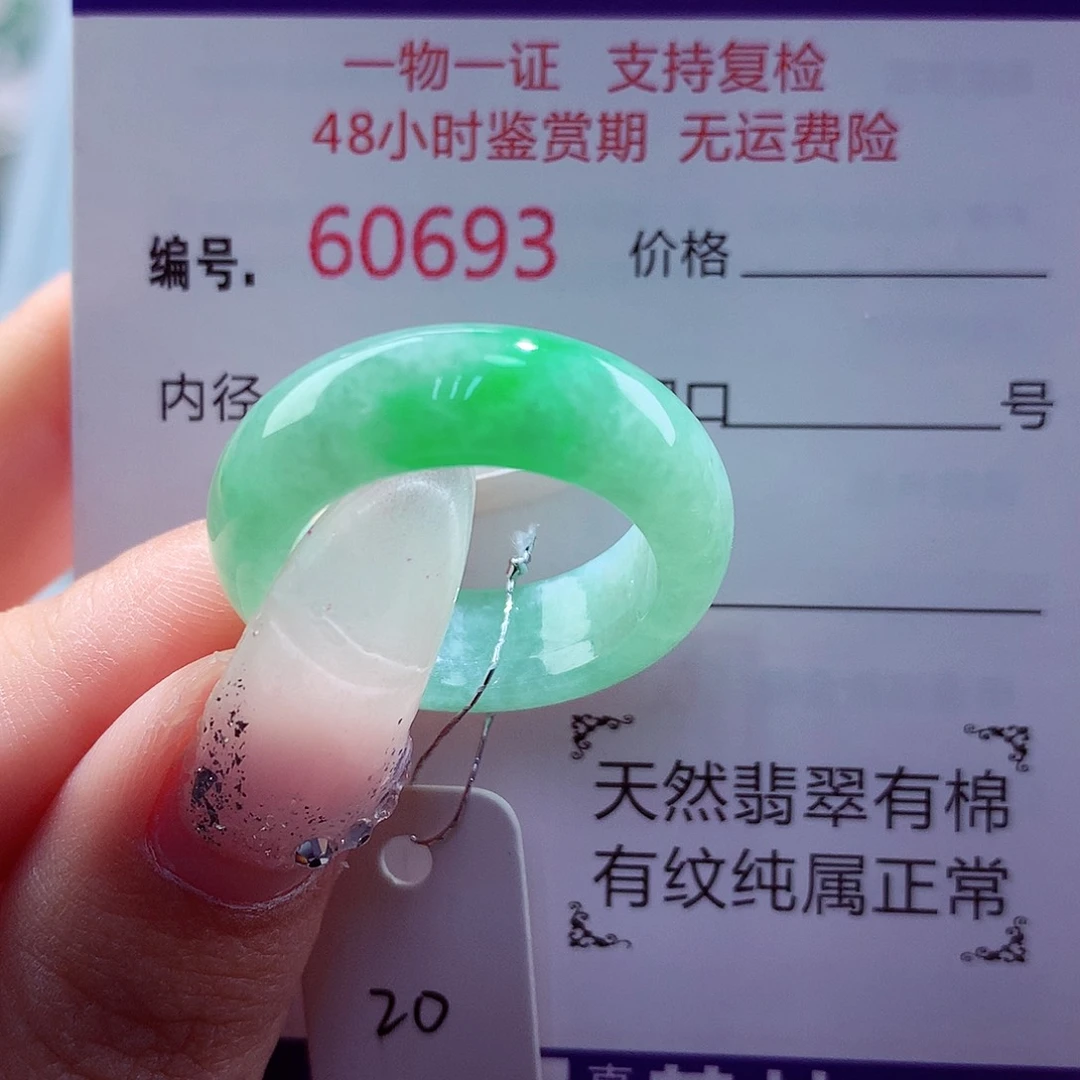 一物一证 支持复检
48小时鉴赏期 无运费险
编号. 60693 价格
内径 口 号
天然翡翠有棉
有纹纯属正常
20